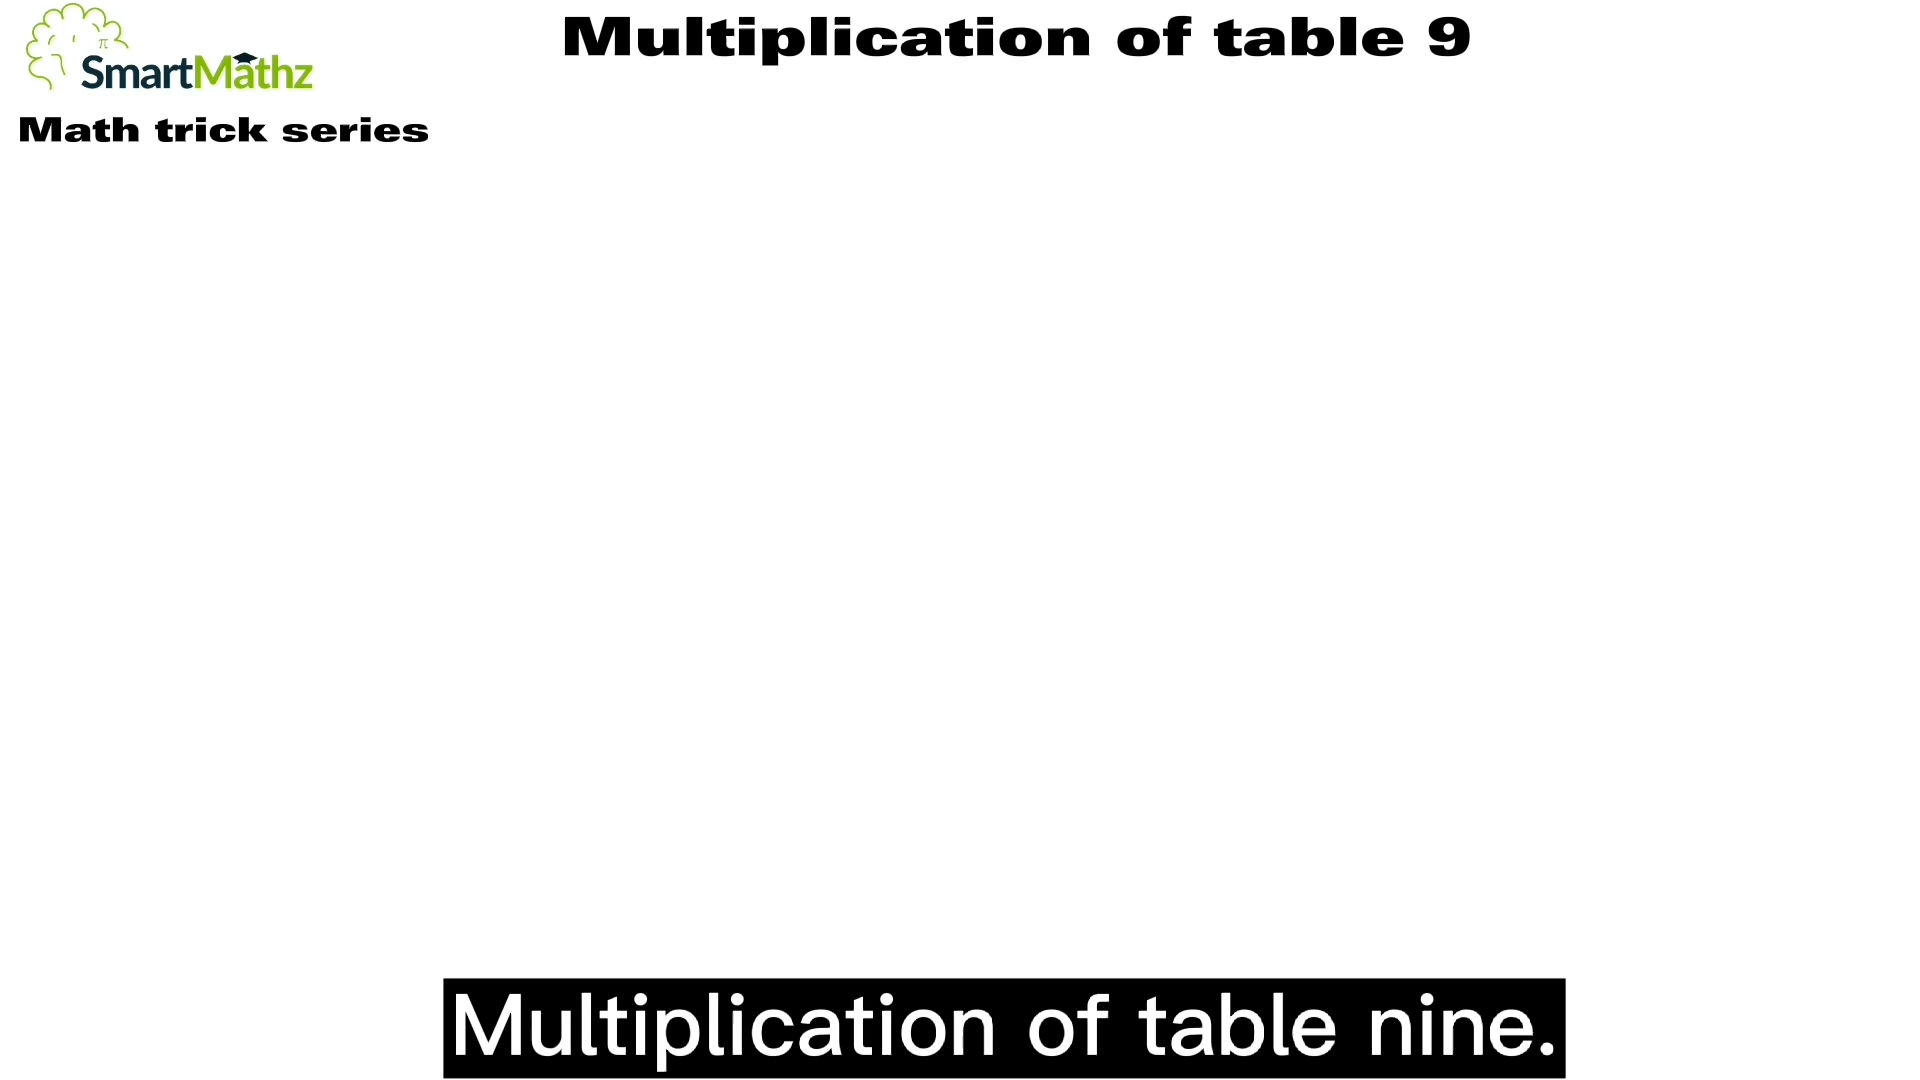 Multiplication of table 9
π
SmartMathz
Math trick series
Multiplication of table nine.